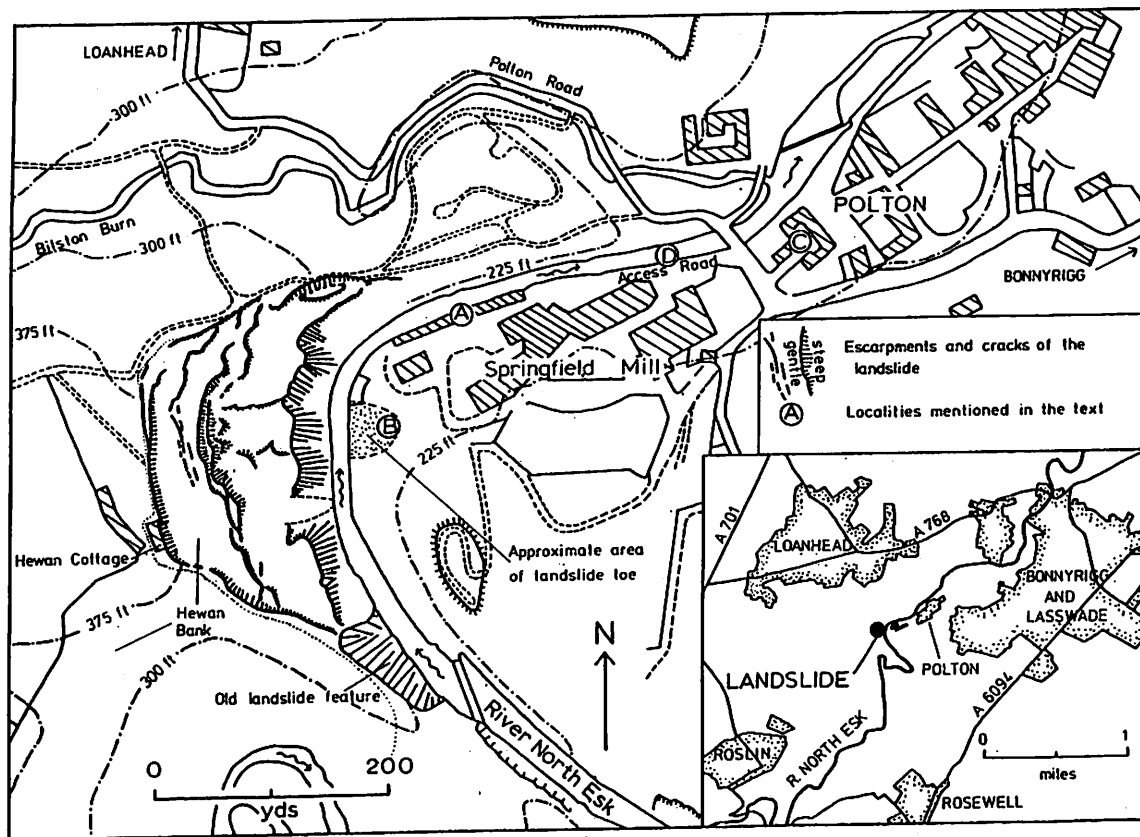 LOANHEAD
Polton
Road
300 ft
Bilston Burn
300 ft
POLTON
C
D
225 ft
Access Road
BONNYRIGG
A
375 ft
Springfield Mill
B
225 ft
steep
gentle
Escarpments and cracks of the
landslide
A
Localities mentioned in the text
Hewan Cottage
Approximate area
of landslide toe
Hewan
Bank
375 ft
300 ft
N
Old landslide feature
River North Esk
0
200
yds
A 701
A 768
LOANHEAD
BONNYRIGG
AND
LASSWADE
POLTON
LANDSLIDE
A 6094
R. NORTH ESK
ROSLIN
0
1
miles
ROSEWELL